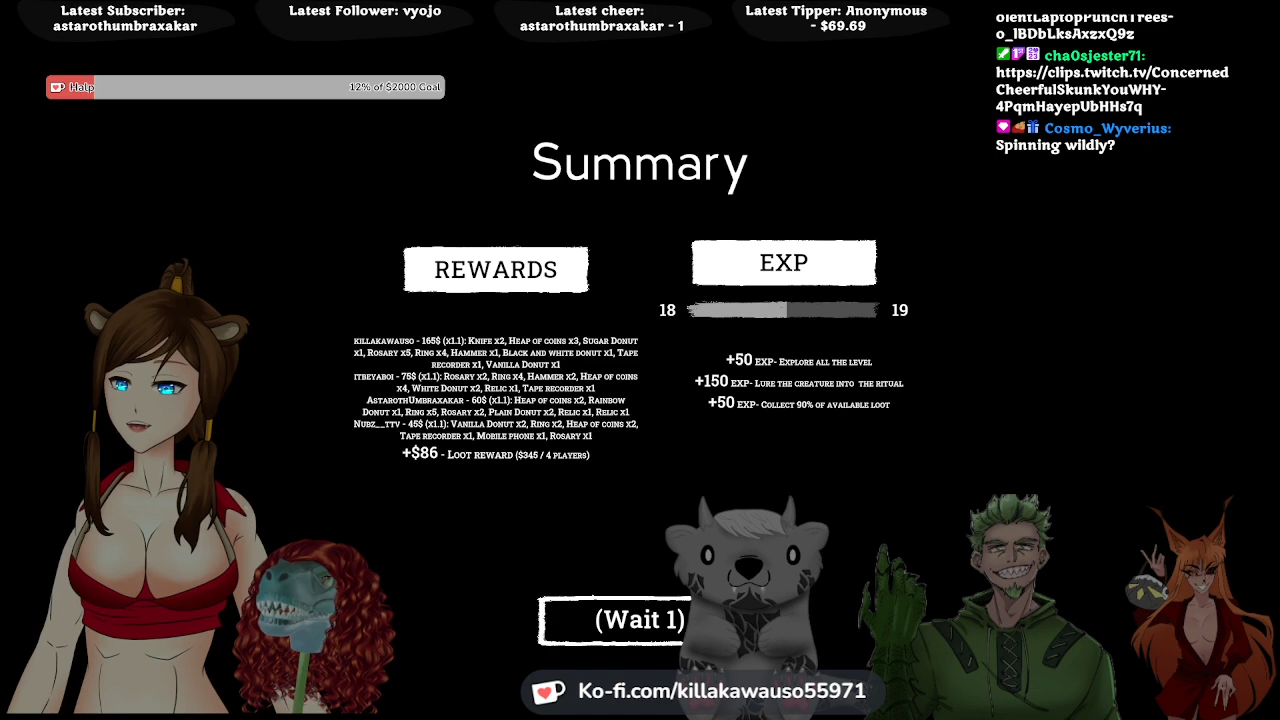 Latest Subscriber:
astarothumbraxakar
Latest Follower: vyojo
Latest cheer:
astarothumbraxakar - 1
Latest Tipper: Anonymous
- $69.69
olentLaptopPunchTrees-
o_lBDbLksAxzxQ9z
cha0sjester71:
https://clips.twitch.tv/Concerned
CheerfulSkunkYouWHY-
4PqmHayepUbHHs7q
Cosmo_Wyverius:
Spinning wildly?
Halp
12% of $2000 Goal
Summary
REWARDS
killakawauso - 165$ (x1.1): Knife x2, Heap of coins x3, Sugar Donut
x1, Rosary x5, Ring x4, Hammer x1, Black and white donut x1, Tape
recorder x1, Vanilla Donut x1
itbeyaboi - 75$ (x1.1): Rosary x2, Ring x4, Hammer x2, Heap of coins
x4, White Donut x2, Relic x1, Tape recorder x1
AstarothUmbraxakar - 60$ (x1.1): Heap of coins x2, Rainbow
Donut x1, Ring x5, Rosary x2, Plain Donut x2, Relic x1, Relic x1
Nubz__ttv - 45$ (x1.1): Vanilla Donut x2, Ring x2, Heap of coins x2,
Tape recorder x1, Mobile phone x1, Rosary x1
+$86 - Loot reward ($345 / 4 players)
EXP
18
19
+50 exp- Explore all the level
+150 exp- Lure the creature into the ritual
+50 exp- Collect 90% of available loot
(Wait 1)
Ko-fi.com/killakawauso55971